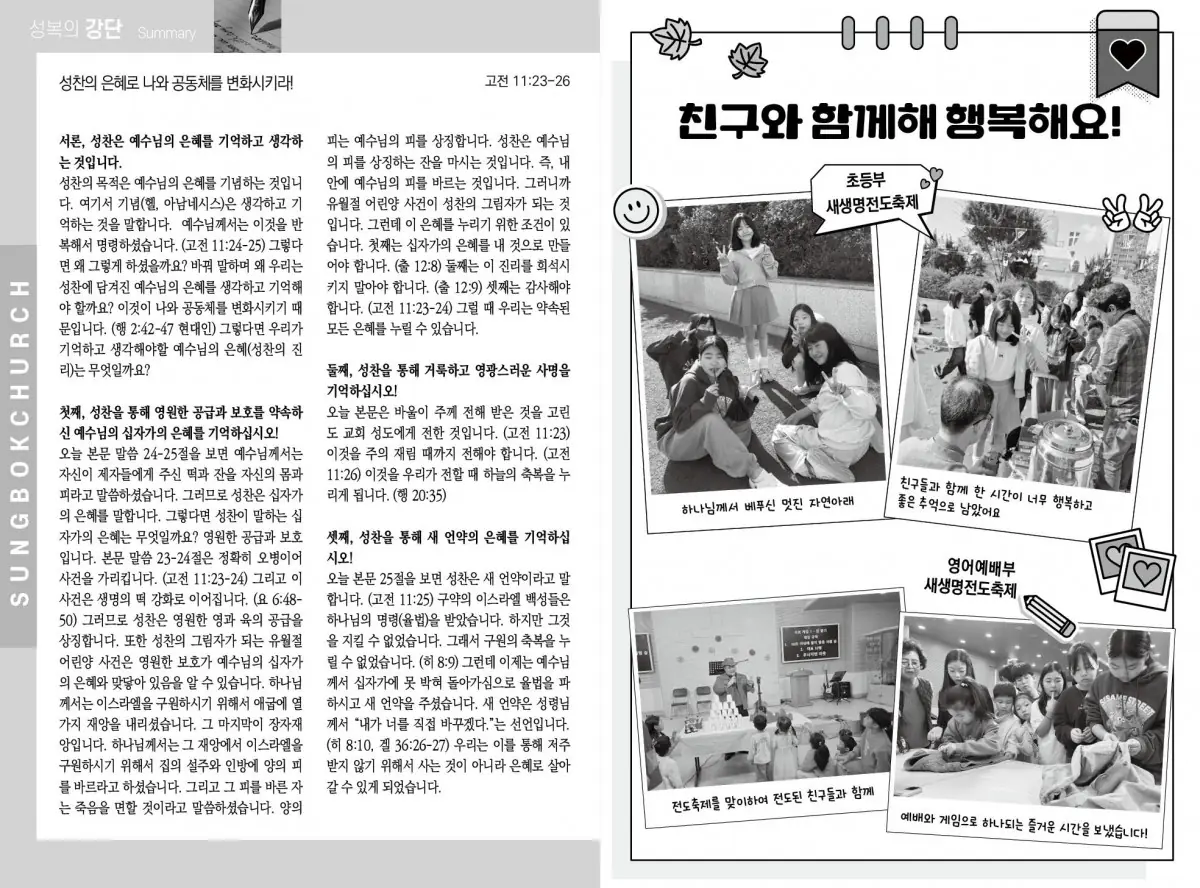 성복의 강단 Summary
SUNGBOKCHURCH
성찬의 은혜로 나와 공동체를 변화시키라!
고전 11:23-26
서론, 성찬은 예수님의 은혜를 기억하고 생각하
는 것입니다.
성찬의 목적은 예수님의 은혜를 기념하는 것입니
다. 여기서 기념(헬, 아남네시스)은 생각하고 기
억하는 것을 말합니다. 예수님께서는 이것을 반
복해서 명령하셨습니다. (고전 11:24-25) 그렇다
면 왜 그렇게 하셨을까요? 바꿔 말하며 왜 우리는
성찬에 담겨진 예수님의 은혜를 생각하고 기억해
야 할까요? 이것이 나와 공동체를 변화시키기 때
문입니다. (행 2:42-47 현대인) 그렇다면 우리가
기억하고 생각해야할 예수님의 은혜(성찬의 진
리)는 무엇일까요?
첫째, 성찬을 통해 영원한 공급과 보호를 약속하
신 예수님의 십자가의 은혜를 기억하십시오!
오늘 본문 말씀 24-25절을 보면 예수님께서는
자신이 제자들에게 주신 떡과 잔을 자신의 몸과
피라고 말씀하셨습니다. 그러므로 성찬은 십자가
의 은혜를 말합니다. 그렇다면 성찬이 말하는 십
자가의 은혜는 무엇일까요? 영원한 공급과 보호
입니다. 본문 말씀 23-24절은 정확히 오병이어
사건을 가리킵니다. (고전 11:23-24) 그리고 이
사건은 생명의 떡 강화로 이어집니다. (요 6:48-
50) 그러므로 성찬은 영원한 영과 육의 공급을
상징합니다. 또한 성찬의 그림자가 되는 유월절
어린양 사건은 영원한 보호가 예수님의 십자가
의 은혜와 맞닿아 있음을 알 수 있습니다. 하나님
께서는 이스라엘을 구원하시기 위해서 애굽에 열
가지 재앙을 내리셨습니다. 그 마지막이 장자재
앙입니다. 하나님께서는 그 재앙에서 이스라엘을
구원하시기 위해서 집의 설주와 인방에 양의 피
를 바르라고 하셨습니다. 그리고 그 피를 바른 자
는 죽음을 면할 것이라고 말씀하셨습니다. 양의
피는 예수님의 피를 상징합니다. 성찬은 예수님
의 피를 상징하는 잔을 마시는 것입니다. 즉, 내
안에 예수님의 피를 바르는 것입니다. 그러니까
유월절 어린양 사건이 성찬의 그림자가 되는 것
입니다. 그런데 이 은혜를 누리기 위한 조건이 있
습니다. 첫째는 십자가의 은혜를 내 것으로 만들
어야 합니다. (출 12:8) 둘째는 이 진리를 희석시
키지 말아야 합니다. (출 12:9) 셋째는 감사해야
합니다. (고전 11:23-24) 그럴 때 우리는 약속된
모든 은혜를 누릴 수 있습니다.
둘째, 성찬을 통해 거룩하고 영광스러운 사명을
기억하십시오!
오늘 본문은 바울이 주께 전해 받은 것을 고린
도 교회 성도에게 전한 것입니다. (고전 11:23)
이것을 주의 재림 때까지 전해야 합니다. (고전
11:26) 이것을 우리가 전할 때 하늘의 축복을 누
리게 됩니다. (행 20:35)
셋째, 성찬을 통해 새 언약의 은혜를 기억하십
시오!
오늘 본문 25절을 보면 성찬은 새 언약이라고 말
합니다. (고전 11:25) 구약의 이스라엘 백성들은
하나님의 명령(율법)을 받았습니다. 하지만 그것
을 지킬 수 없었습니다. 그래서 구원의 축복을 누
릴 수 없었습니다. (히 8:9) 그런데 이제는 예수님
께서 십자가에 못 박혀 돌아가심으로 율법을 파
하시고 새 언약을 주셨습니다. 새 언약은 성령님
께서 "내가 너를 직접 바꾸겠다."는 선언입니다.
(히 8:10, 겔 36:26-27) 우리는 이를 통해 저주
받지 않기 위해서 사는 것이 아니라 은혜로 살아
갈 수 있게 되었습니다.
친구와 함께해 행복해요!
초등부
새생명전도축제
하나님께서 베푸신 멋진 자연아래
친구들과 함께 한 시간이 너무 행복하고
좋은 추억으로 남았어요
영어예배부
새생명전도축제
전도축제를 맞이하여 전도된 친구들과 함께
예배와 게임으로 하나되는 즐거운 시간을 보냈습니다!